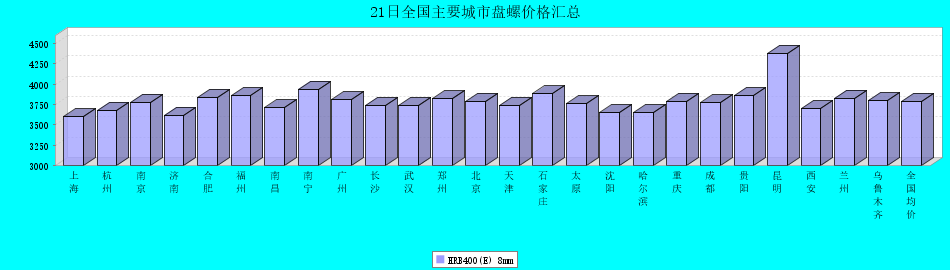 21日全国主要城市盘螺价格汇总
4500
4250
4000
3750
3500
3250
3000
上海
杭州
南京
济南
合肥
福州
南昌
南宁
广州
长沙
武汉
郑州
北京
天津
石家庄
太原
沈阳
哈尔滨
重庆
成都
贵阳
昆明
西安
兰州
乌鲁木齐
全国均价
HRB400(E) 8mm